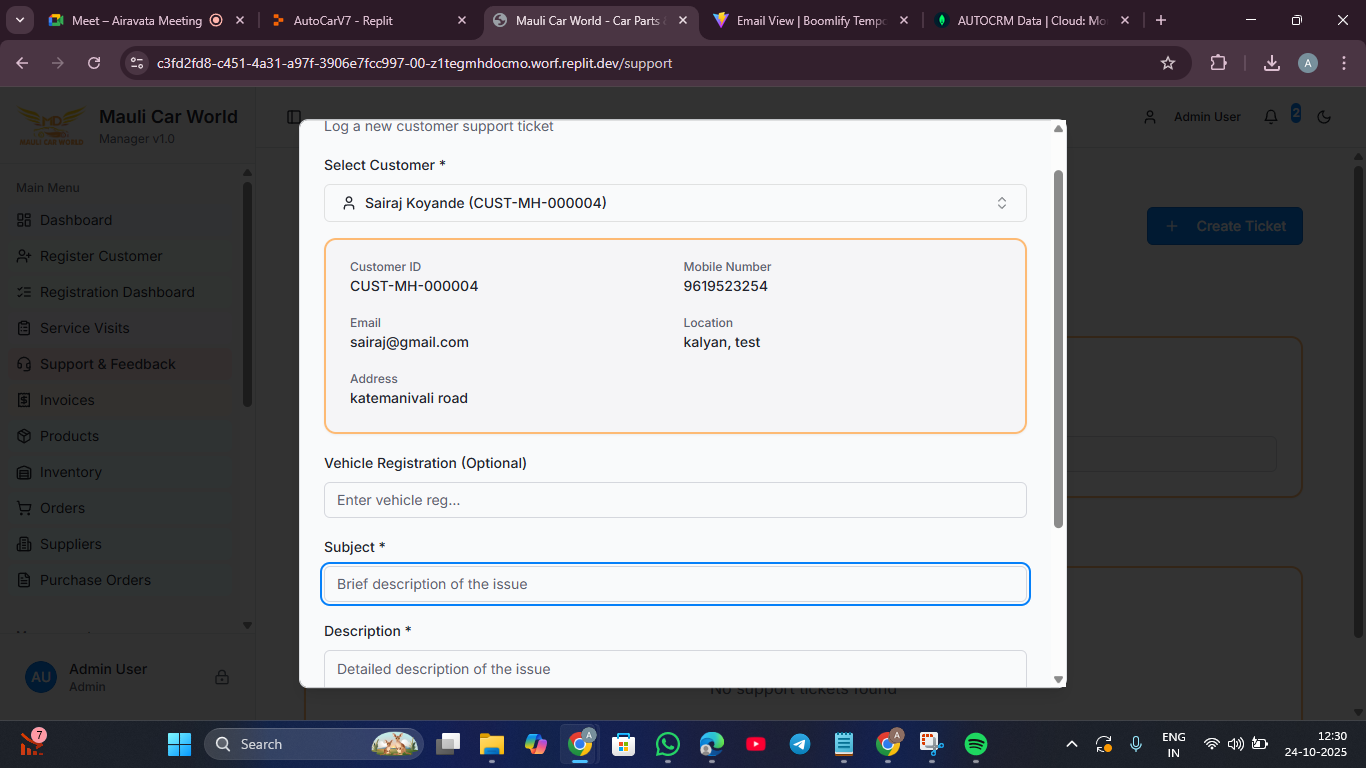 Meet – Airavata Meeting
AutoCarV7 - Replit
Mauli Car World - Car Parts &
Email View | Boomlify Tempo
AUTOCRM Data | Cloud: Mo
c3fd2fd8-c451-4a31-a97f-3906e7fcc997-00-z1tegmhdocmo.worf.replit.dev/support
A
MAULI CAR WORLD
Mauli Car World
Manager v1.0
Admin User
2
Main Menu
Dashboard
Register Customer
Registration Dashboard
Service Visits
Support & Feedback
Invoices
Products
Inventory
Orders
Suppliers
Purchase Orders
AU
Admin User
Admin
Create Ticket
Log a new customer support ticket
Select Customer *
Sairaj Koyande (CUST-MH-000004)
Customer ID
CUST-MH-000004
Mobile Number
9619523254
Email
sairaj@gmail.com
Location
kalyan, test
Address
katemanivali road
Vehicle Registration (Optional)
Enter vehicle reg...
Subject *
Brief description of the issue
Description *
Detailed description of the issue
No support tickets found
7
Search
A
A
ENG
IN
12:30
24-10-2025